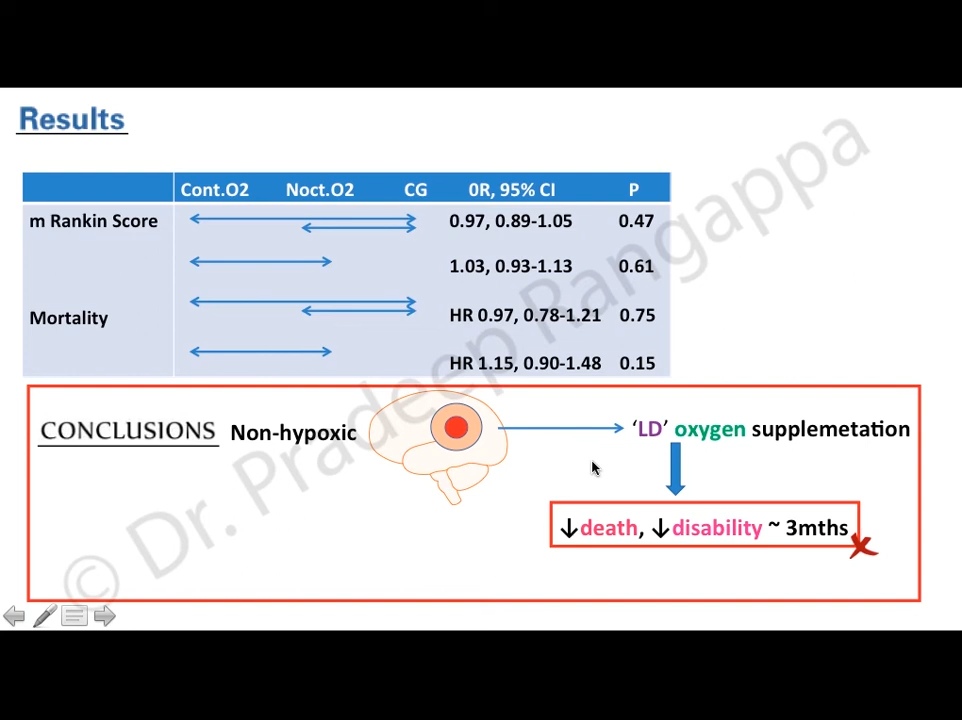 Results
Cont.O2 Noct.O2 CG 0R, 95% CI P
m Rankin Score 0.97, 0.89-1.05 0.47
1.03, 0.93-1.13 0.61
Mortality HR 0.97, 0.78-1.21 0.75
HR 1.15, 0.90-1.48 0.15
CONCLUSIONS Non-hypoxic ‘LD’ oxygen supplemetation
↓death, ↓disability ~ 3mths
© Dr. Pradeep Rangappa